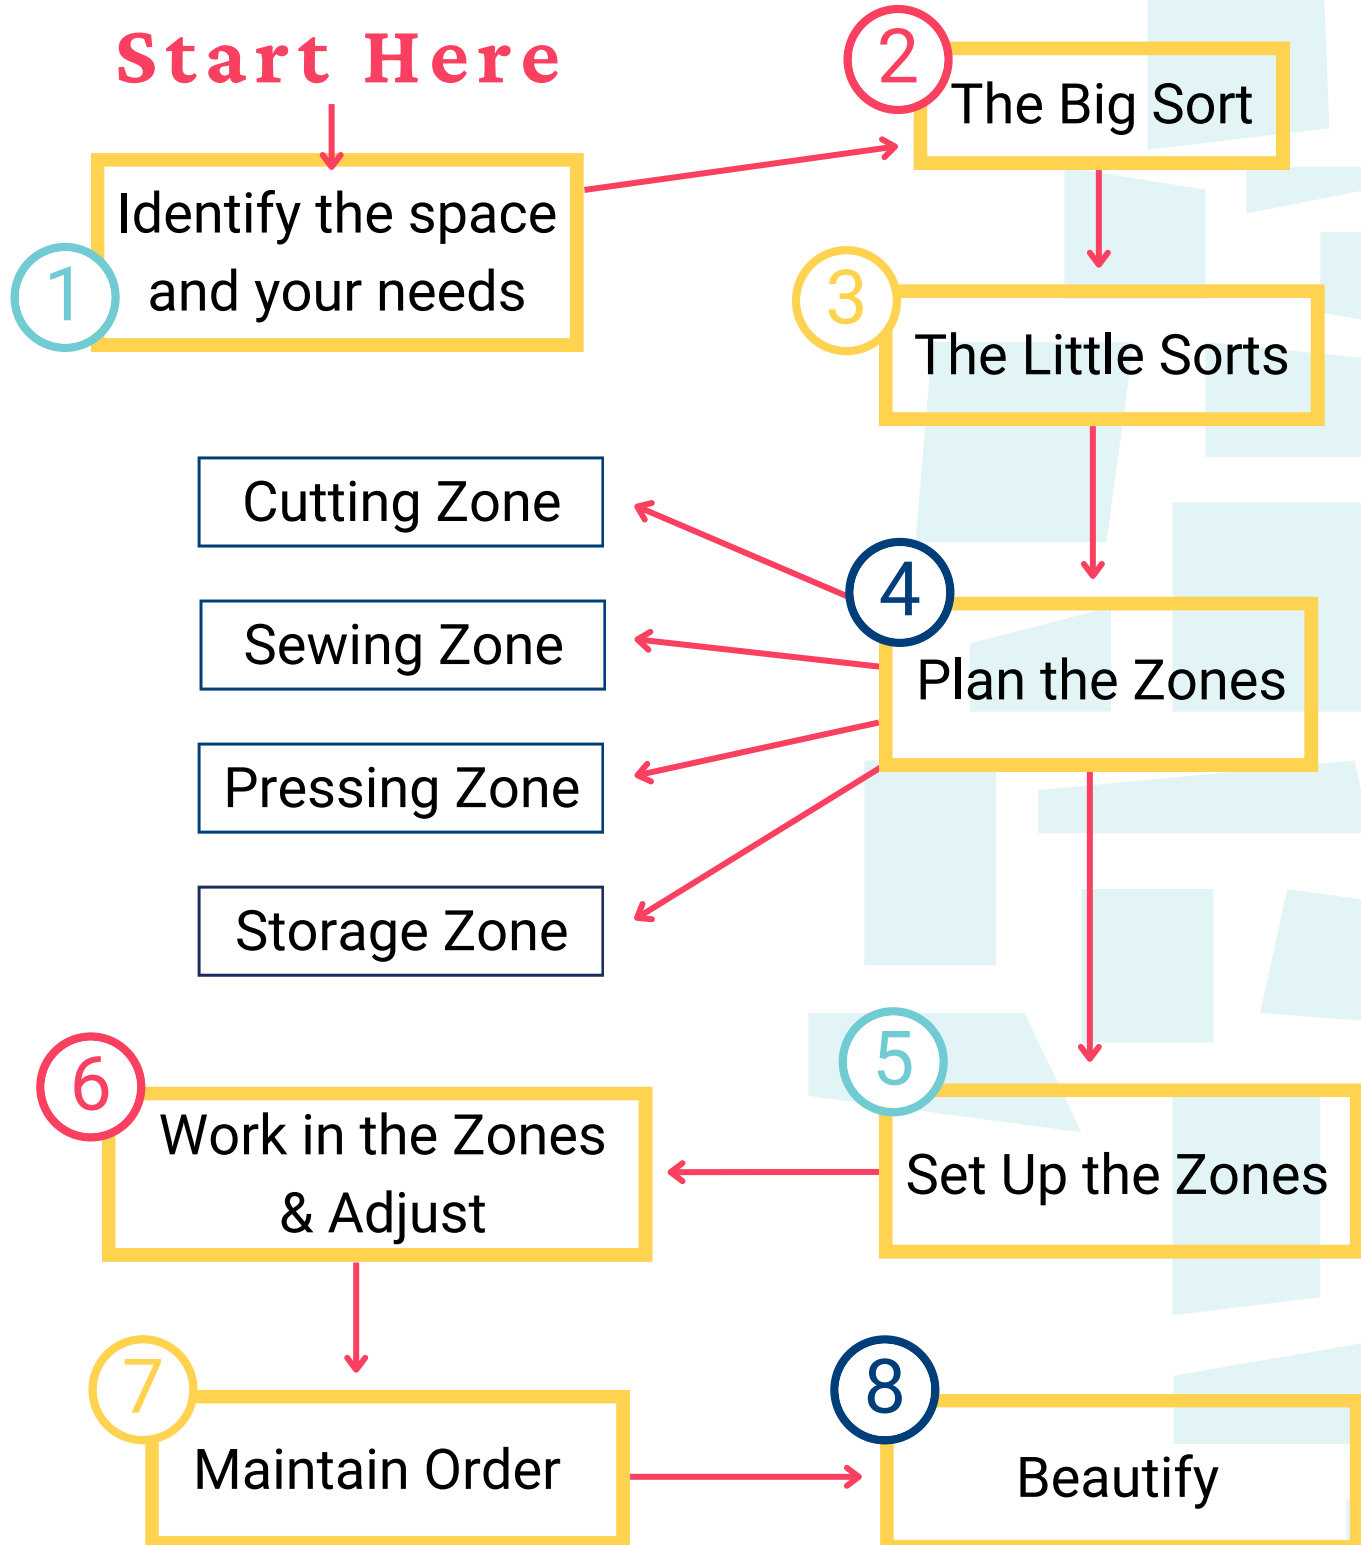 Start Here
1
Identify the space
and your needs
2
The Big Sort
3
The Little Sorts
4
Plan the Zones
Cutting Zone
Sewing Zone
Pressing Zone
Storage Zone
5
Set Up the Zones
6
Work in the Zones
& Adjust
7
Maintain Order
8
Beautify